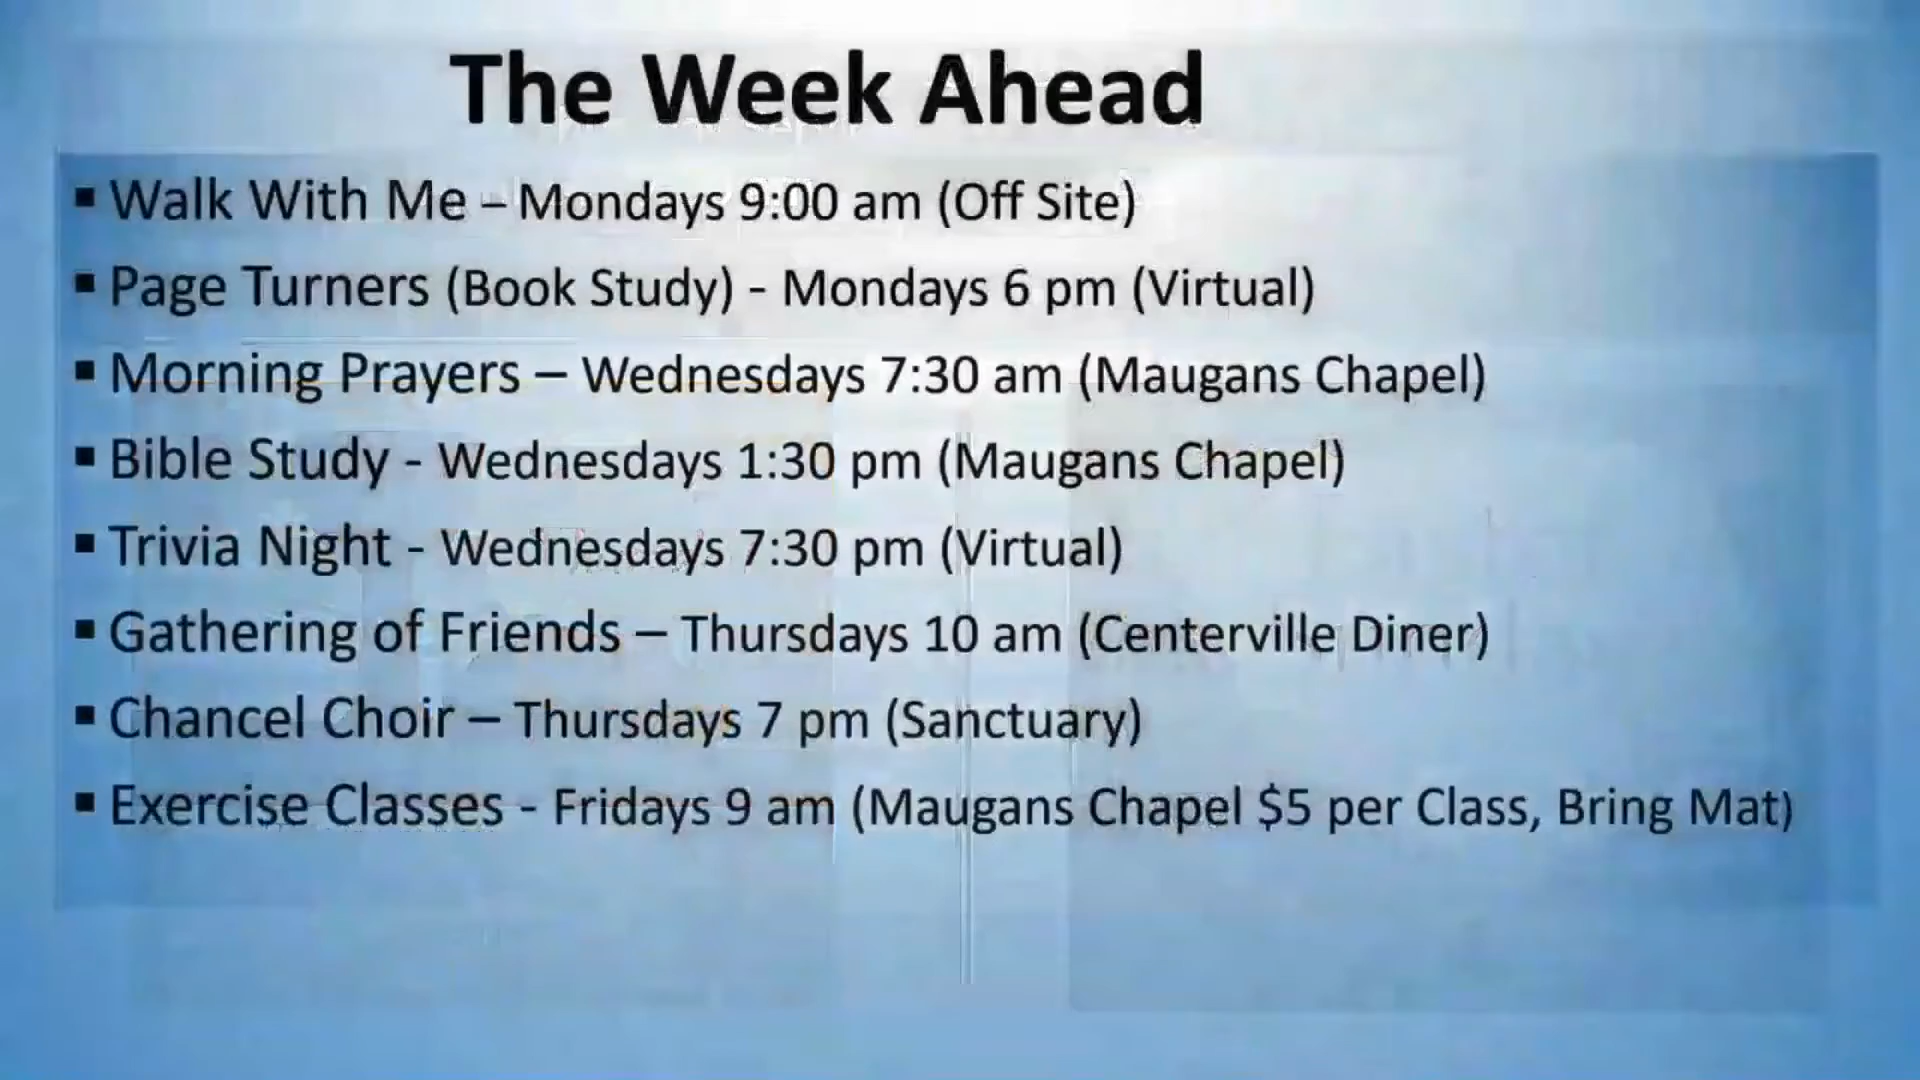 The Week Ahead
▪ Walk With Me – Mondays 9:00 am (Off Site)
▪ Page Turners (Book Study) - Mondays 6 pm (Virtual)
▪ Morning Prayers – Wednesdays 7:30 am (Maugans Chapel)
▪ Bible Study - Wednesdays 1:30 pm (Maugans Chapel)
▪ Trivia Night - Wednesdays 7:30 pm (Virtual)
▪ Gathering of Friends – Thursdays 10 am (Centerville Diner)
▪ Chancel Choir – Thursdays 7 pm (Sanctuary)
▪ Exercise Classes - Fridays 9 am (Maugans Chapel $5 per Class, Bring Mat)